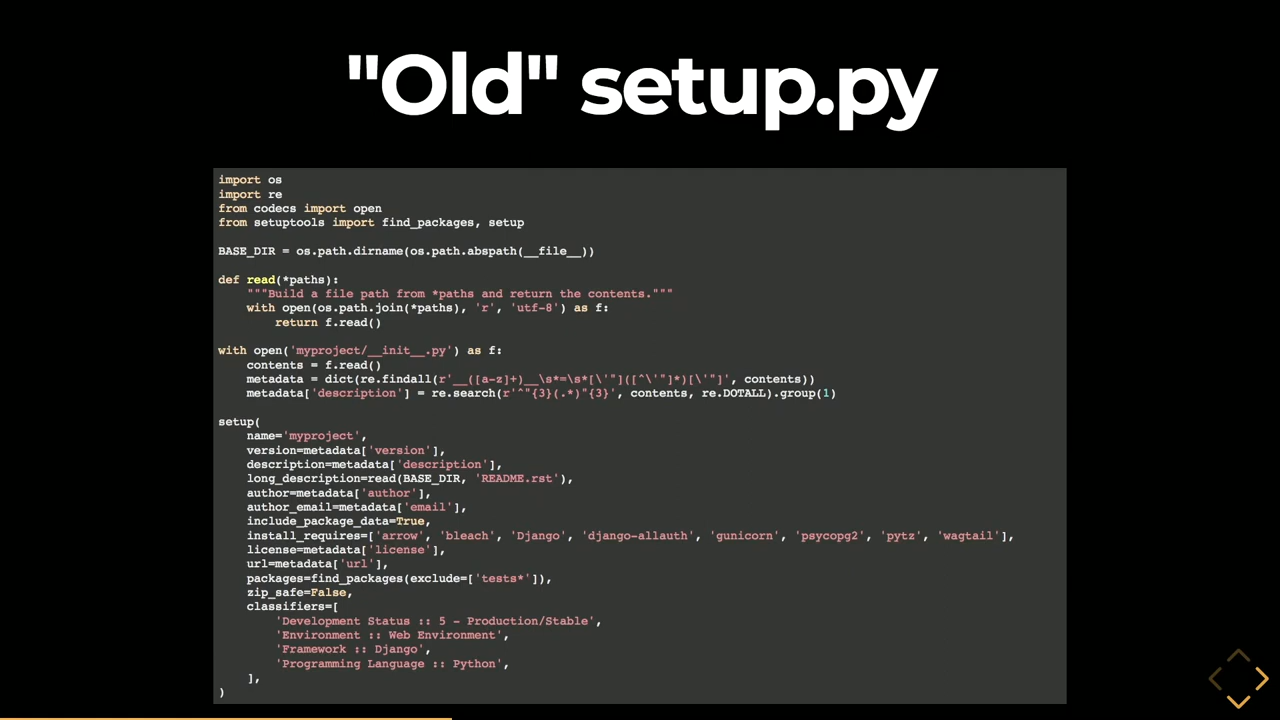 "Old" setup.py
import os
import re
from codecs import open
from setuptools import find_packages, setup
BASE_DIR = os.path.dirname(os.path.abspath(__file__))
def read(*paths):
    """Build a file path from *paths and return the contents."""
    with open(os.path.join(*paths), 'r', 'utf-8') as f:
        return f.read()
with open('myproject/__init__.py') as f:
    contents = f.read()
    metadata = dict(re.findall(r'__([a-z]+)__\s*=\s*[\'"]([^\'"]*)[\'"]', contents))
    metadata['description'] = re.search(r'^"{3}(.*)"{3}', contents, re.DOTALL).group(1)
setup(
    name='myproject',
    version=metadata['version'],
    description=metadata['description'],
    long_description=read(BASE_DIR, 'README.rst'),
    author=metadata['author'],
    author_email=metadata['email'],
    include_package_data=True,
    install_requires=['arrow', 'bleach', 'Django', 'django-allauth', 'gunicorn', 'psycopg2', 'pytz', 'wagtail'],
    license=metadata['license'],
    url=metadata['url'],
    packages=find_packages(exclude=['tests*']),
    zip_safe=False,
    classifiers=[
        'Development Status :: 5 - Production/Stable',
        'Environment :: Web Environment',
        'Framework :: Django',
        'Programming Language :: Python',
    ],
)